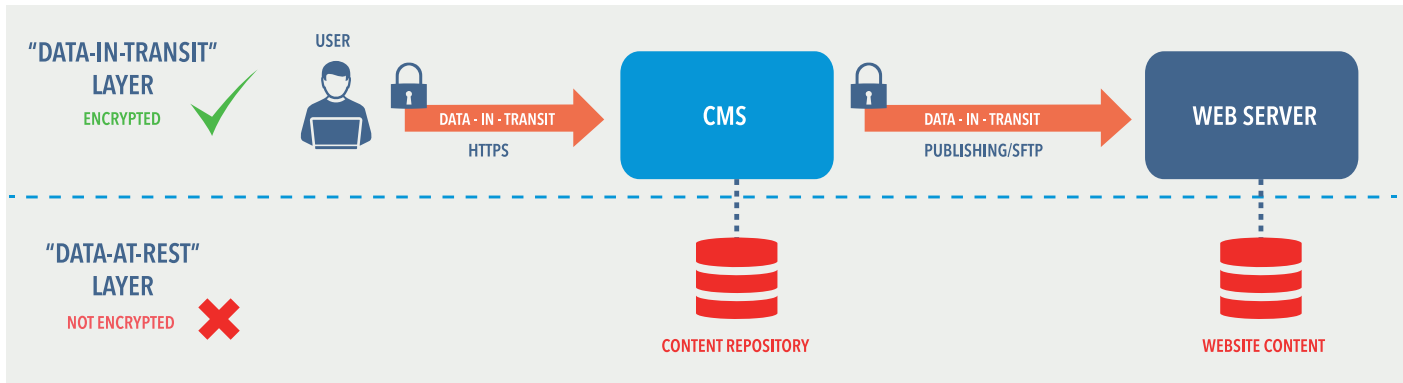 “DATA-IN-TRANSIT”
LAYER
ENCRYPTED
USER
DATA - IN - TRANSIT
HTTPS
CMS
DATA - IN - TRANSIT
PUBLISHING/SFTP
WEB SERVER
“DATA-AT-REST”
LAYER
NOT ENCRYPTED
CONTENT REPOSITORY
WEBSITE CONTENT